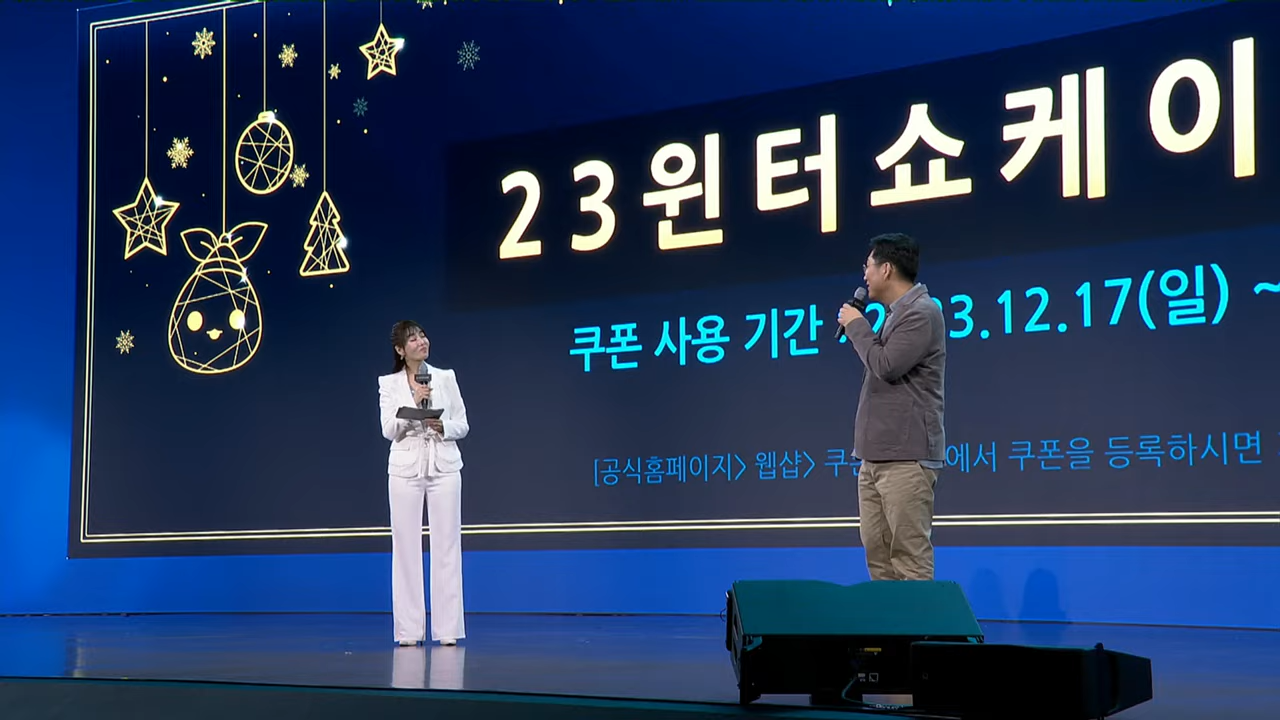 23윈터쇼케이
쿠폰 사용 기간 3.12.17(일) ~
[공식홈페이지> 웹샵> 쿠폰 에서 쿠폰을 등록하시면